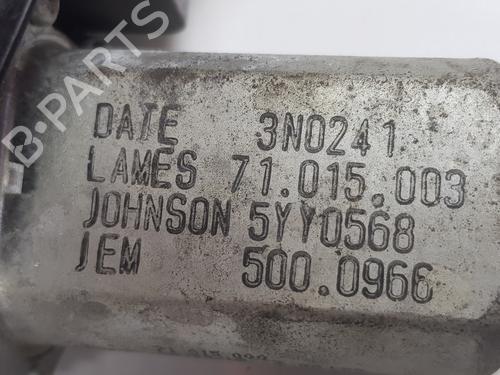 B-PARTS
DATE 3N0241
LAMES 71.015.003
JOHNSON 5YY0568
JEM 500.0966